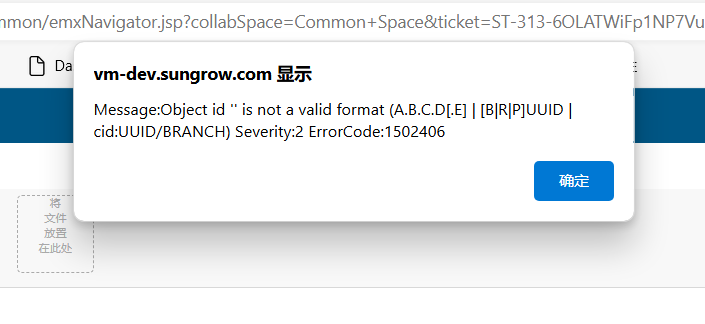 mmon/emxNavigator.jsp?collabSpace=Common+Space&ticket=ST-313-6OLATWiFp1NP7Vu
Da
vm-dev.sungrow.com 显示
Message:Object id '' is not a valid format (A.B.C.D[.E] | [B|R|P]UUID |
cid:UUID/BRANCH) Severity:2 ErrorCode:1502406
确定
将
文件
放置
在此处